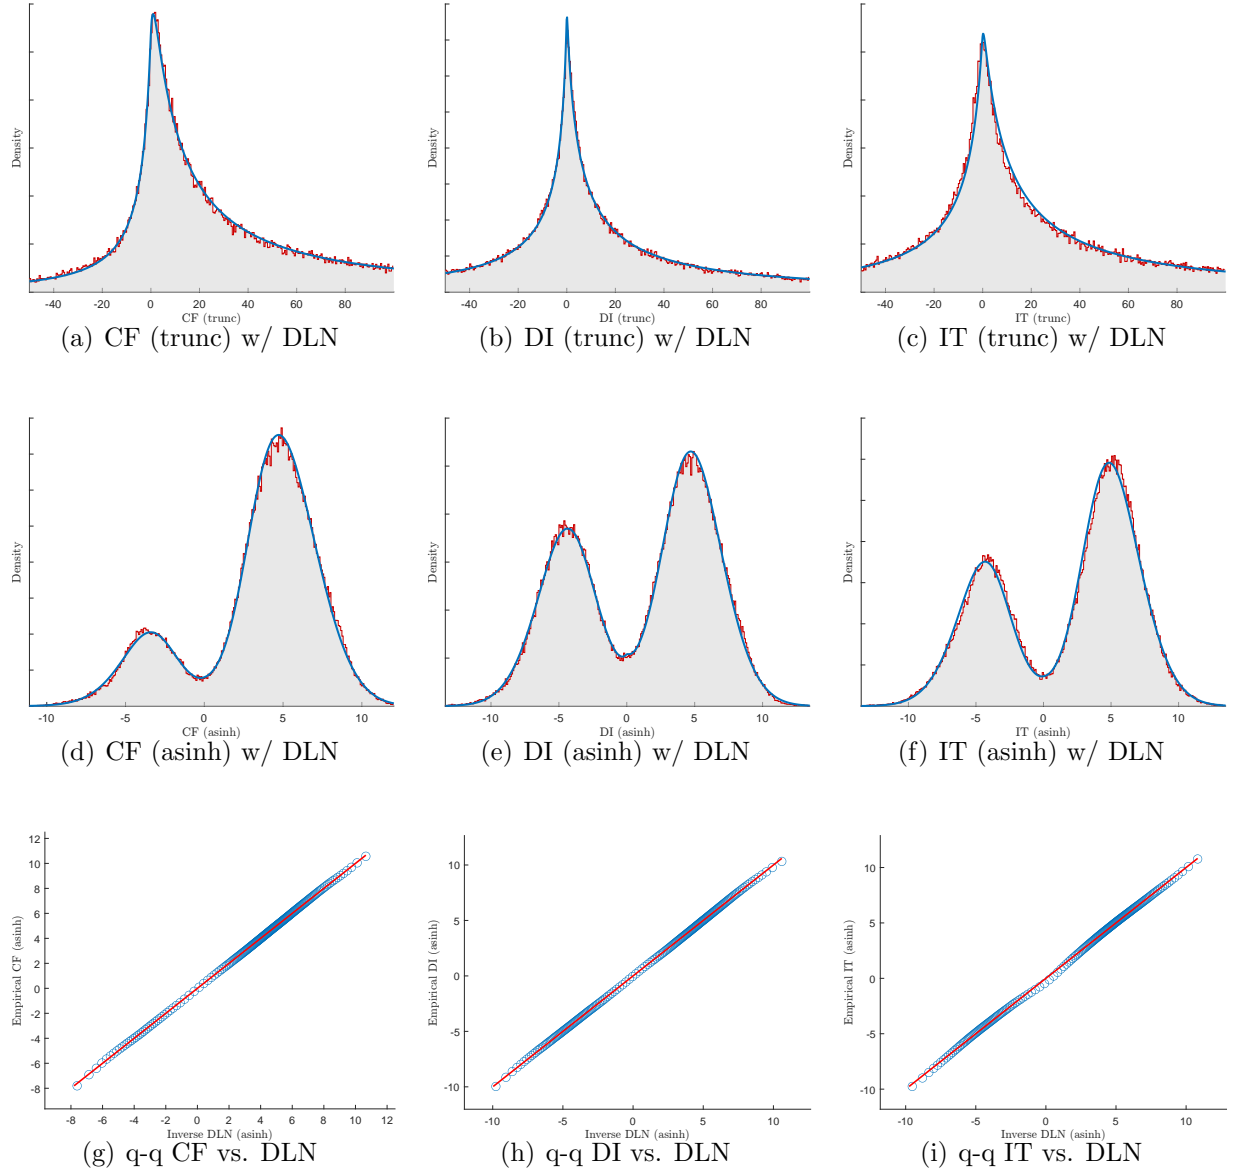 Density
-40 -20 0 20 40 60 80
CF (trunc)
(a) CF (trunc) w/ DLN
Density
-40 -20 0 20 40 60 80
DI (trunc)
(b) DI (trunc) w/ DLN
Density
-40 -20 0 20 40 60 80
IT (trunc)
(c) IT (trunc) w/ DLN
Density
-10 -5 0 5 10
CF (asinh)
(d) CF (asinh) w/ DLN
Density
-10 -5 0 5 10
DI (asinh)
(e) DI (asinh) w/ DLN
Density
-10 -5 0 5 10
IT (asinh)
(f) IT (asinh) w/ DLN
Empirical CF (asinh)
12
10
8
6
4
2
0
-2
-4
-6
-8
-8 -6 -4 -2 0 2 4 6 8 10 12
Inverse DLN (asinh)
(g) q-q CF vs. DLN
Empirical DI (asinh)
10
5
0
-5
-10
-10 -5 0 5 10
Inverse DLN (asinh)
(h) q-q DI vs. DLN
Empirical IT (asinh)
10
5
0
-5
-10
-10 -5 0 5 10
Inverse DLN (asinh)
(i) q-q IT vs. DLN